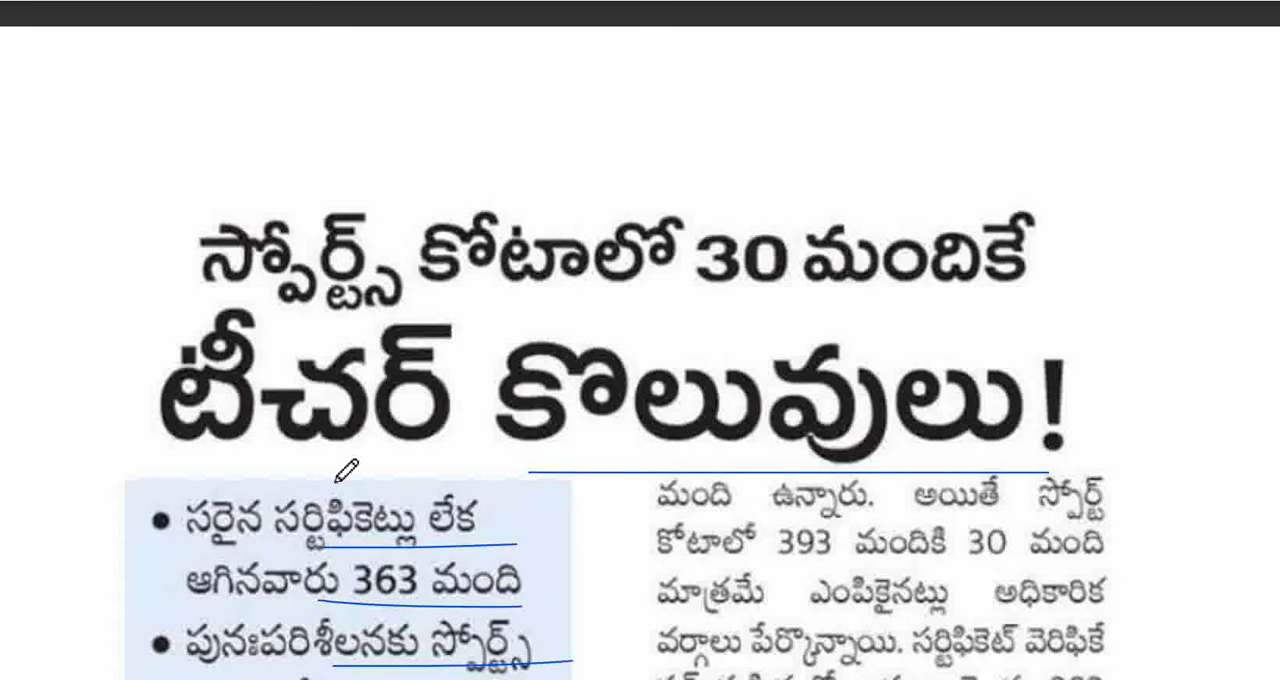 స్పోర్ట్స్ కోటాలో 30 మందికే
టీచర్ కొలువులు!
• సరైన సర్టిఫికెట్లు లేక
ఆగినవారు 363 మంది
• పునఃపరిశీలనకు స్పోర్ట్స్
మంది ఉన్నారు. అయితే స్పోర్ట్
కోటాలో 393 మందికి 30 మంది
మాత్రమే ఎంపికైనట్లు అధికారిక
వర్గాలు పేర్కొన్నాయి. సర్టిఫికెట్ వెరిఫికే